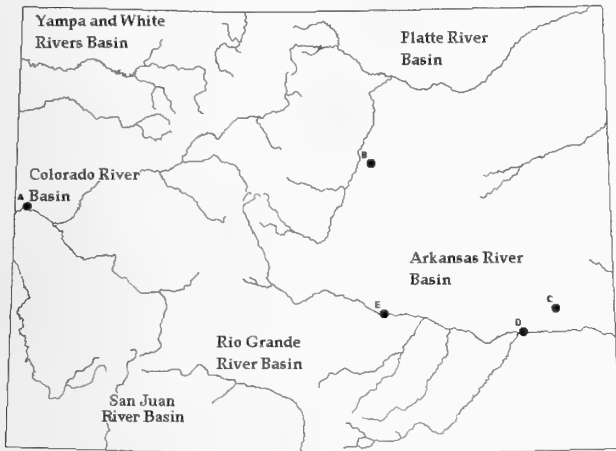 Yampa and White
Rivers Basin
Platte River
Basin
B
Colorado River
Basin
A
Arkansas River
Basin
C
E
D
Rio Grande
River Basin
San Juan
River Basin